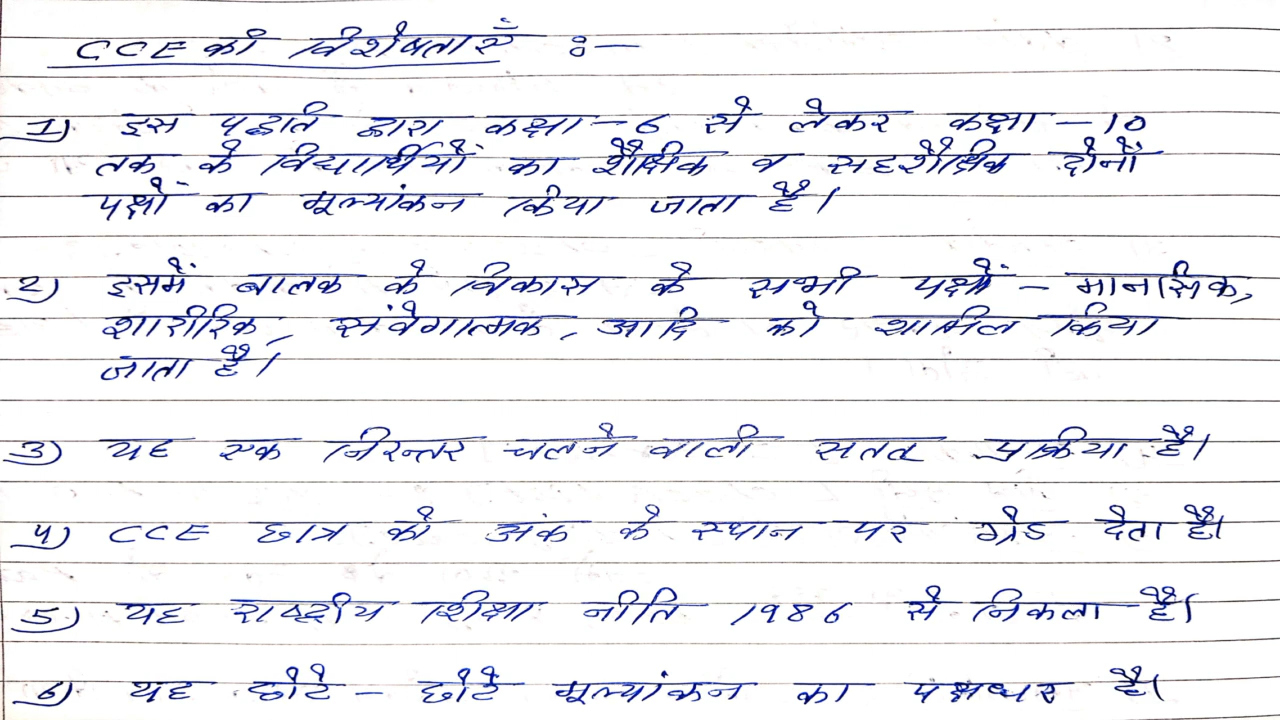 CCE की विशेषताएँ :—
1) इस पद्धति द्वारा कक्षा-6 से लेकर कक्षा-10
तक के विद्यार्थियों का शैक्षिक व सहशैक्षिक दोनों
पक्षों का मूल्यांकन किया जाता है।
2) इसमें बालक के विकास के सभी पक्षों - मानसिक,
शारीरिक, संवेगात्मक, आदि को शामिल किया
जाता है।
3) यह एक निरन्तर चलने वाली सतत प्रक्रिया है।
4) CCE छात्र को अंक के स्थान पर ग्रेड देता है।
5) यह राष्ट्रीय शिक्षा नीति 1986 से निकला है।
6) यह छोटे - छोटे मूल्यांकन का पक्षधर है।